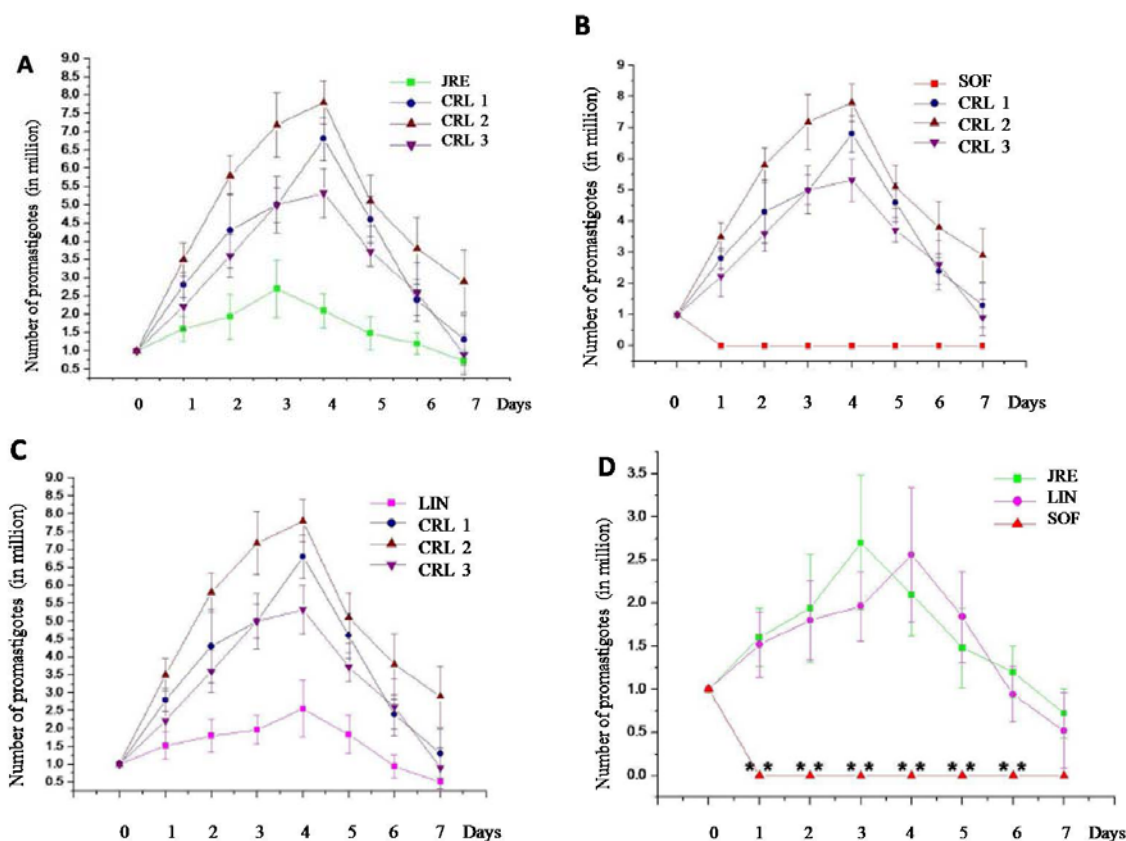 A
Number of promastigotes (in million)
9.0
8.5
8.0
7.5
7.0
6.5
6.0
5.5
5.0
4.5
4.0
3.5
3.0
2.5
2.0
1.5
1.0
0.5
JRE
CRL 1
CRL 2
CRL 3
0 1 2 3 4 5 6 7 Days
B
Number of promastigotes (in million)
9
8
7
6
5
4
3
2
1
0
SOF
CRL 1
CRL 2
CRL 3
0 1 2 3 4 5 6 7 Days
C
Number of promastigotes (in million)
9.0
8.5
8.0
7.5
7.0
6.5
6.0
5.5
5.0
4.5
4.0
3.5
3.0
2.5
2.0
1.5
1.0
0.5
LIN
CRL 1
CRL 2
CRL 3
0 1 2 3 4 5 6 7 Days
D
Number of promastigotes (in million)
3.5
3.0
2.5
2.0
1.5
1.0
0.5
0.0
JRE
LIN
SOF
** ** ** ** ** **
0 1 2 3 4 5 6 7 Days